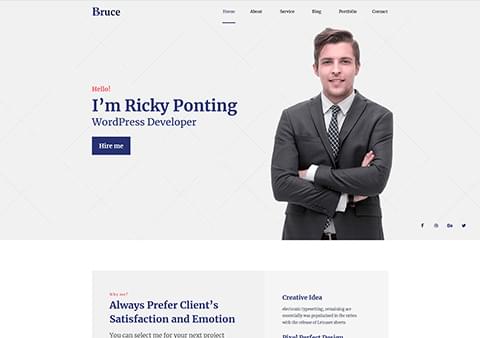 Bruce
Home About Service Blog Portfolio Contact
Hello!
I'm Ricky Ponting
WordPress Developer
Hire me
Why me?
Always Prefer Client's
Satisfaction and Emotion
You can select me for your next project
Creative Idea
electronic typesetting, remaining are
essentially was popularised in the raries
with the release of Letraset sheets
Pixel Perfect Design